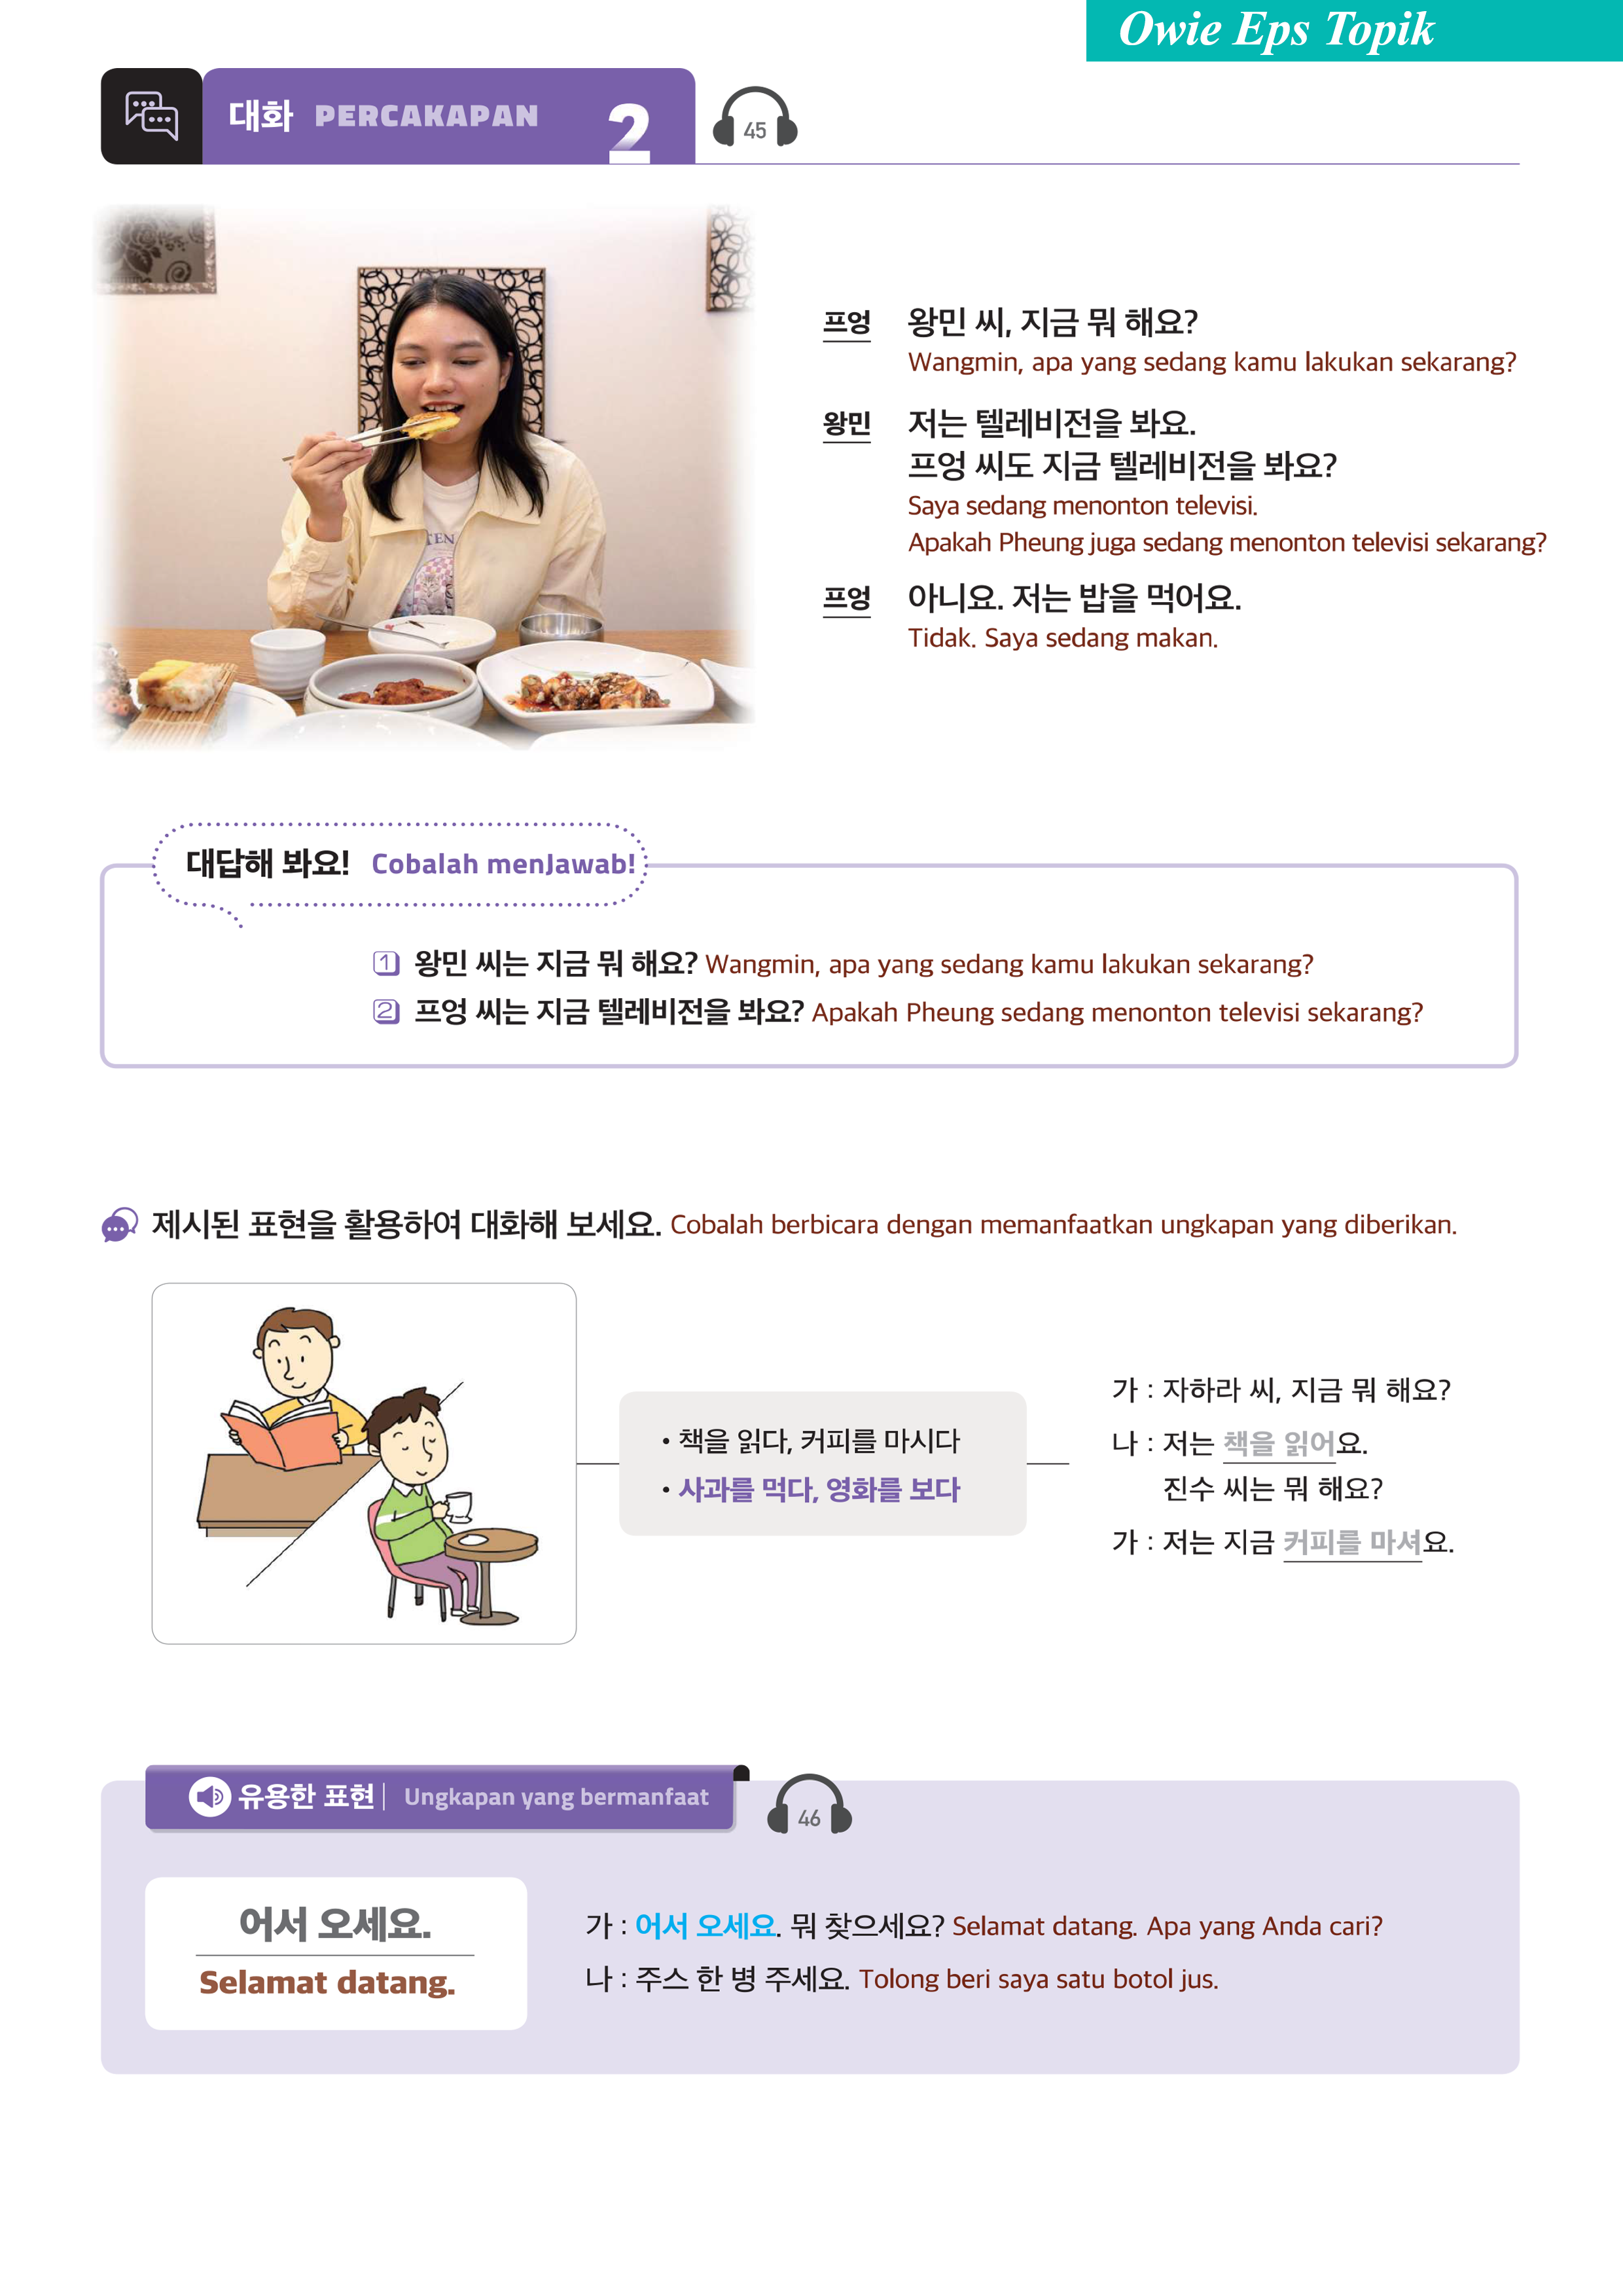 Owie Eps Topik
대화 PERCAKAPAN 2
45
프엉 왕민 씨, 지금 뭐 해요?
Wangmin, apa yang sedang kamu lakukan sekarang?
왕민 저는 텔레비전을 봐요.
프엉 씨도 지금 텔레비전을 봐요?
Saya sedang menonton televisi.
Apakah Pheung juga sedang menonton televisi sekarang?
프엉 아니요. 저는 밥을 먹어요.
Tidak. Saya sedang makan.
TEN
대답해 봐요! Cobalah menJawab!
1 왕민 씨는 지금 뭐 해요? Wangmin, apa yang sedang kamu lakukan sekarang?
2 프엉 씨는 지금 텔레비전을 봐요? Apakah Pheung sedang menonton televisi sekarang?
제시된 표현을 활용하여 대화해 보세요. Cobalah berbicara dengan memanfaatkan ungkapan yang diberikan.
• 책을 읽다, 커피를 마시다
• 사과를 먹다, 영화를 보다
가 : 자하라 씨, 지금 뭐 해요?
나 : 저는 책을 읽어요.
진수 씨는 뭐 해요?
가 : 저는 지금 커피를 마셔요.
유용한 표현 | Ungkapan yang bermanfaat
46
어서 오세요.
Selamat datang.
가 : 어서 오세요. 뭐 찾으세요? Selamat datang. Apa yang Anda cari?
나 : 주스 한 병 주세요. Tolong beri saya satu botol jus.